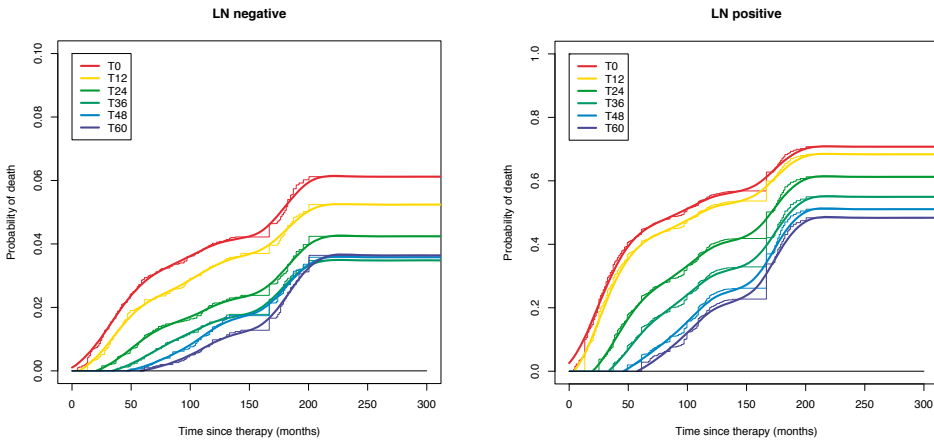 LN negative
Probability of death
0.10
0.08
0.06
0.04
0.02
0.00
T0
T12
T24
T36
T48
T60
0 50 100 150 200 250 300
Time since therapy (months)
LN positive
Probability of death
1.0
0.8
0.6
0.4
0.2
0.0
T0
T12
T24
T36
T48
T60
0 50 100 150 200 250 300
Time since therapy (months)